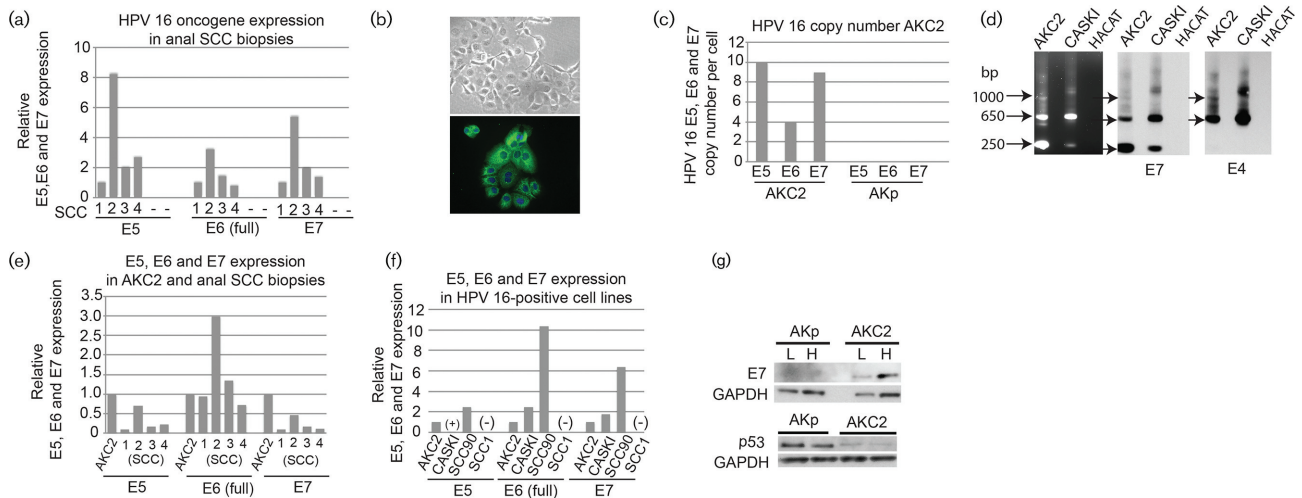 (a)
HPV 16 oncogene expression
in anal SCC biopsies
Relative
E5,E6 and E7 expression
10
8
6
4
2
0
SCC 1 2 3 4 - - 1 2 3 4 - - 1 2 3 4 - -
E5 E6 (full) E7
(b)
(c)
HPV 16 copy number AKC2
HPV 16 E5, E6 and E7
copy number per cell
12
10
8
6
4
2
0
E5 E6 E7 E5 E6 E7
AKC2 AKp
(d)
AKC2 CASKI HACAT AKC2 CASKI HACAT AKC2 CASKI HACAT
bp
1000
650
250
E7 E4
(e)
E5, E6 and E7 expression
in AKC2 and anal SCC biopsies
Relative
E5, E6 and E7 expression
3.5
3.0
2.5
2.0
1.5
1.0
0.5
0
AKC2 1 2 3 4 AKC2 1 2 3 4 AKC2 1 2 3 4
(SCC) (SCC) (SCC)
E5 E6 (full) E7
(f)
E5, E6 and E7 expression
in HPV 16-positive cell lines
Relative
E5, E6 and E7 expression
12
10
8
6
4
2
0
(+) (-) (-) (-)
AKC2 CASKI SCC90 SCC1 AKC2 CASKI SCC90 SCC1 AKC2 CASKI SCC90 SCC1
E5 E6 (full) E7
(g)
AKp AKC2
L H L H
E7
GAPDH
AKp AKC2
p53
GAPDH